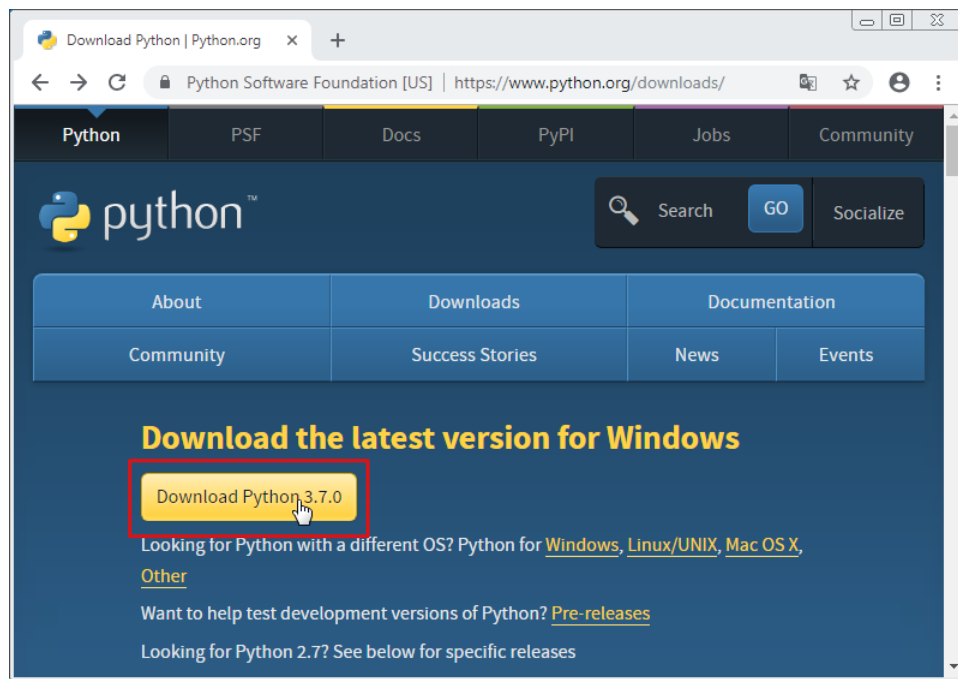 Download Python | Python.org
Python Software Foundation [US] | https://www.python.org/downloads/
Python PSF Docs PyPI Jobs Community
python™
Search GO Socialize
About Downloads Documentation
Community Success Stories News Events
Download the latest version for Windows
Download Python 3.7.0
Looking for Python with a different OS? Python for Windows, Linux/UNIX, Mac OS X,
Other
Want to help test development versions of Python? Pre-releases
Looking for Python 2.7? See below for specific releases